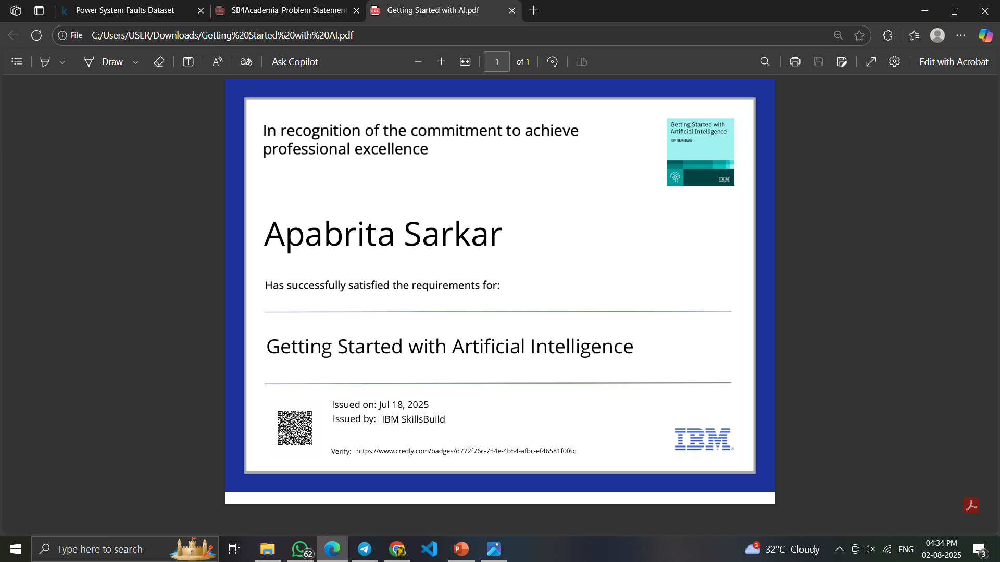 Power System Faults Dataset
SB4Academia_Problem Statement
Getting Started with AI.pdf
File
C:/Users/USER/Downloads/Getting%20Started%20with%20AI.pdf
Draw
aあ
Ask Copilot
1
of 1
Edit with Acrobat
In recognition of the commitment to achieve
professional excellence
Getting Started with
Artificial Intelligence
IBM SkillsBuild
IBM
Apabrita Sarkar
Has successfully satisfied the requirements for:
Getting Started with Artificial Intelligence
Issued on: Jul 18, 2025
Issued by: IBM SkillsBuild
Verify: https://www.credly.com/badges/d772f76c-754e-4b54-afbc-ef46581f0f6c
IBM
Type here to search
62
3
32°C Cloudy
ENG
04:34 PM
02-08-2025
3